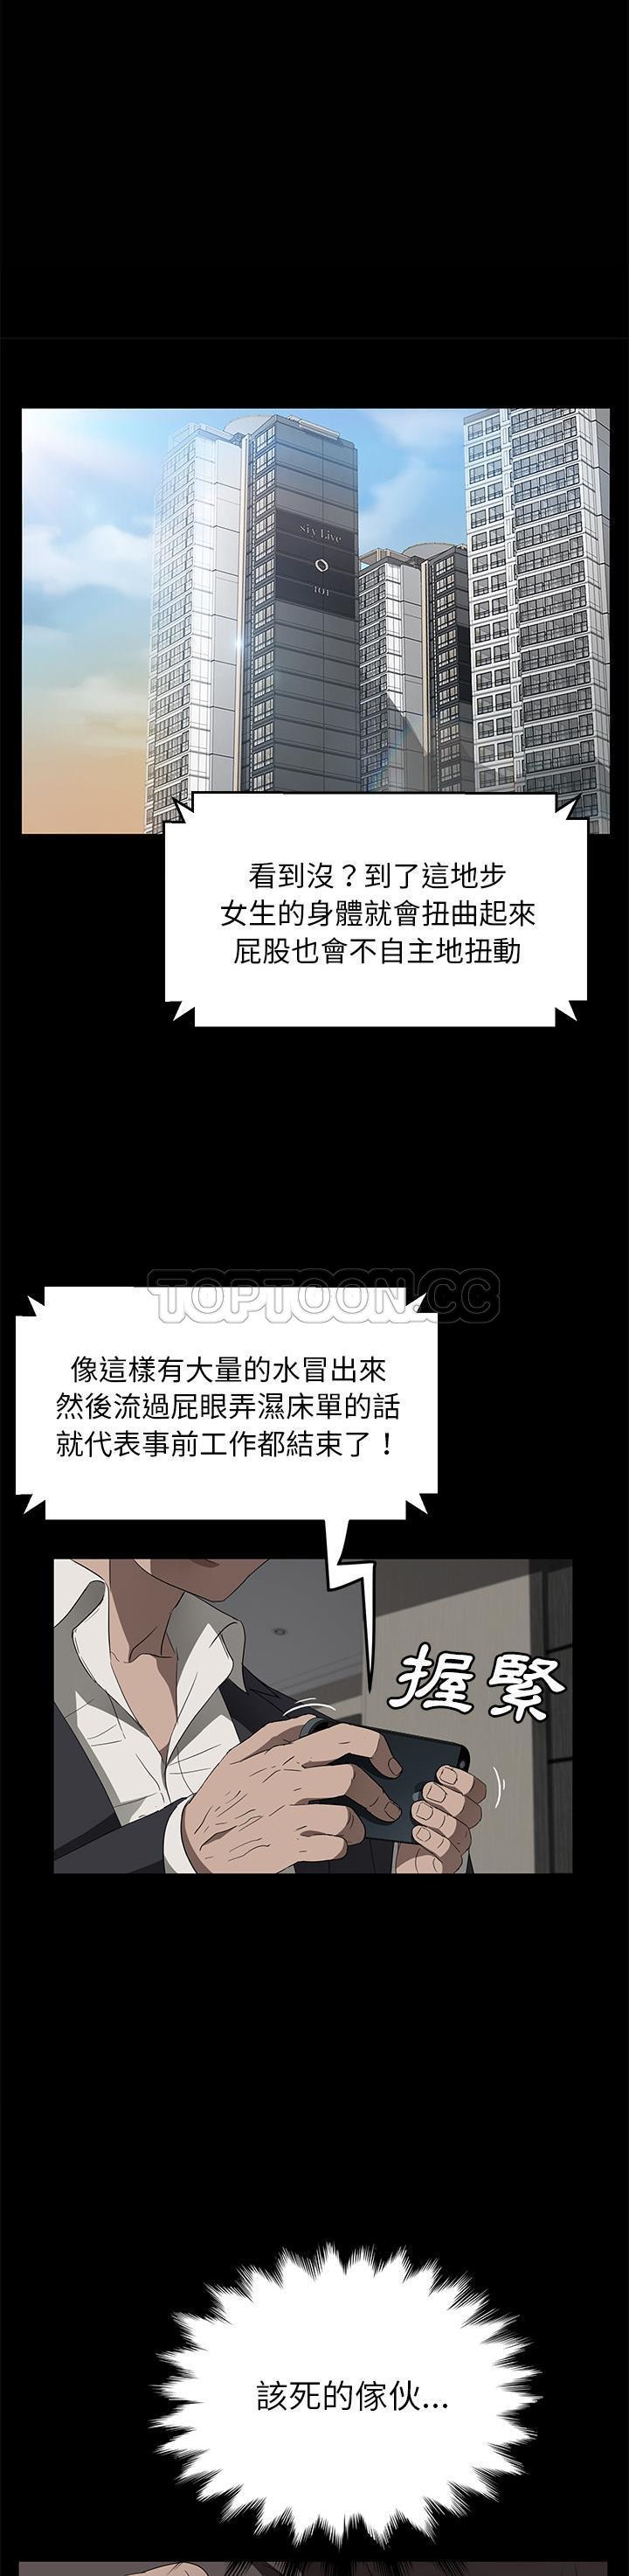 siy Live
101
看到沒？到了這地步
女生的身體就會扭曲起來
屁股也會不自主地扭動
TOPTOON.CC
像這樣有大量的水冒出來
然後流過屁眼弄濕床單的話
就代表事前工作都結束了！
握緊
該死的傢伙...